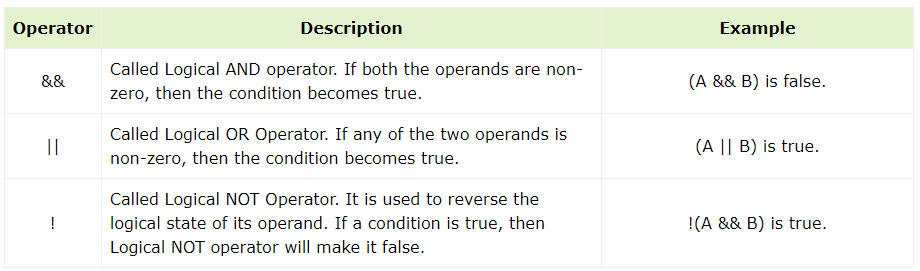 Operator Description Example
Called Logical AND operator. If both the operands are non-
&& zero, then the condition becomes true. (A && B) is false.
Called Logical OR Operator. If any of the two operands is
|| non-zero, then the condition becomes true. (A || B) is true.
Called Logical NOT Operator. It is used to reverse the
! logical state of its operand. If a condition is true, then !(A && B) is true.
Logical NOT operator will make it false.